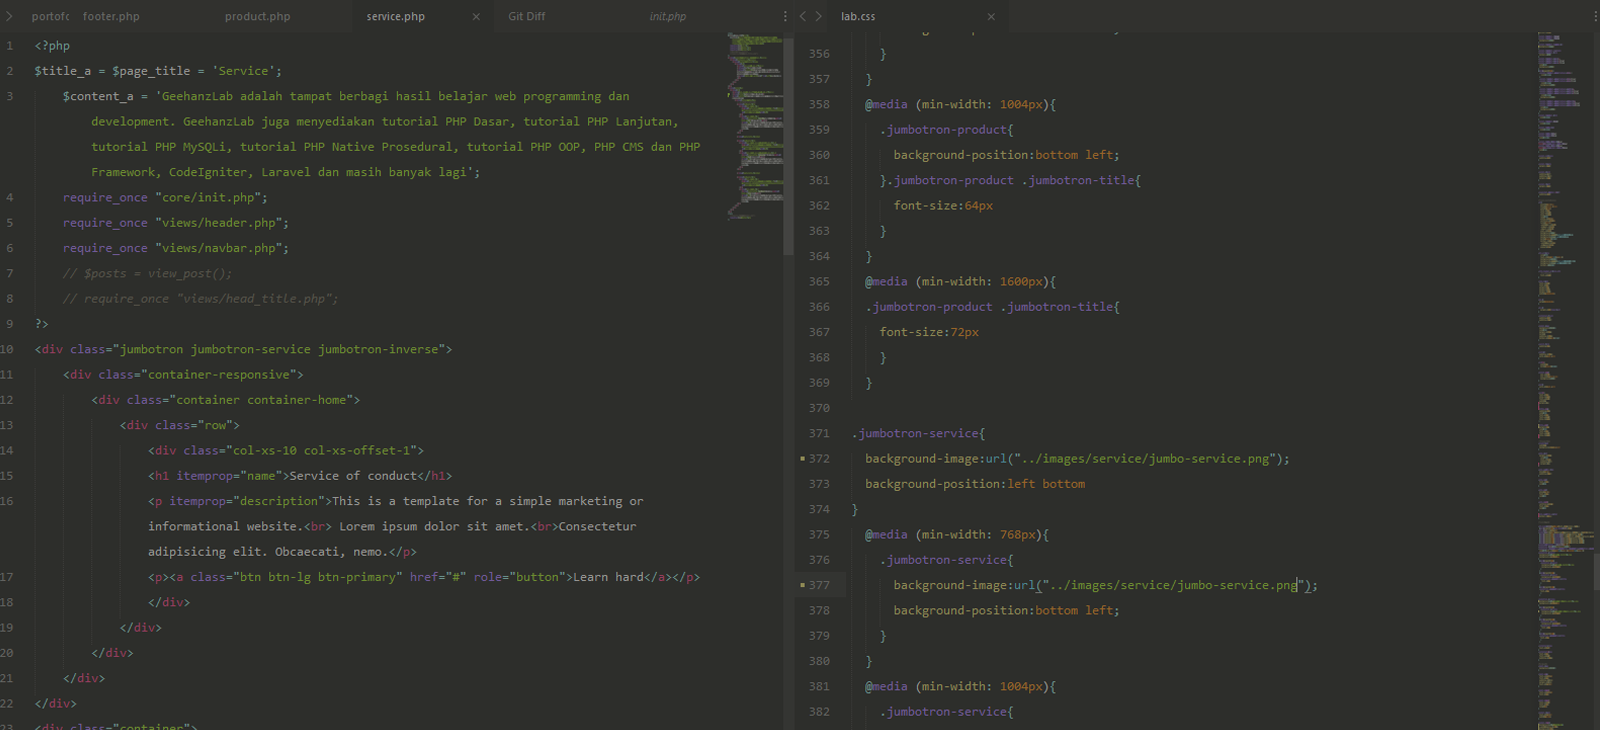 portofo footer.php product.php service.php × Git Diff init.php
1 <?php
2 $title_a = $page_title = 'Service';
3 $content_a = 'GeehanzLab adalah tampat berbagi hasil belajar web programming dan
development. GeehanzLab juga menyediakan tutorial PHP Dasar, tutorial PHP Lanjutan,
tutorial PHP MySQLi, tutorial PHP Native Prosedural, tutorial PHP OOP, PHP CMS dan PHP
Framework, CodeIgniter, Laravel dan masih banyak lagi';
4 require_once "core/init.php";
5 require_once "views/header.php";
6 require_once "views/navbar.php";
7 // $posts = view_post();
8 // require_once "views/head_title.php";
9 ?>
10 <div class="jumbotron jumbotron-service jumbotron-inverse">
11 <div class="container-responsive">
12 <div class="container container-home">
13 <div class="row">
14 <div class="col-xs-10 col-xs-offset-1">
15 <h1 itemprop="name">Service of conduct</h1>
16 <p itemprop="description">This is a template for a simple marketing or
informational website.<br> Lorem ipsum dolor sit amet.<br>Consectetur
adipisicing elit. Obcaecati, nemo.</p>
17 <p><a class="btn btn-lg btn-primary" href="#" role="button">Learn hard</a></p>
18 </div>
19 </div>
20 </div>
21 </div>
22 </div>
23 <div class="container">
lab.css ×
356 }
357 }
358 @media (min-width: 1004px){
359 .jumbotron-product{
360 background-position:bottom left;
361 }.jumbotron-product .jumbotron-title{
362 font-size:64px
363 }
364 }
365 @media (min-width: 1600px){
366 .jumbotron-product .jumbotron-title{
367 font-size:72px
368 }
369 }
370
371 .jumbotron-service{
372 background-image:url("../images/service/jumbo-service.png");
373 background-position:left bottom
374 }
375 @media (min-width: 768px){
376 .jumbotron-service{
377 background-image:url("../images/service/jumbo-service.png");
378 background-position:bottom left;
379 }
380 }
381 @media (min-width: 1004px){
382 .jumbotron-service{